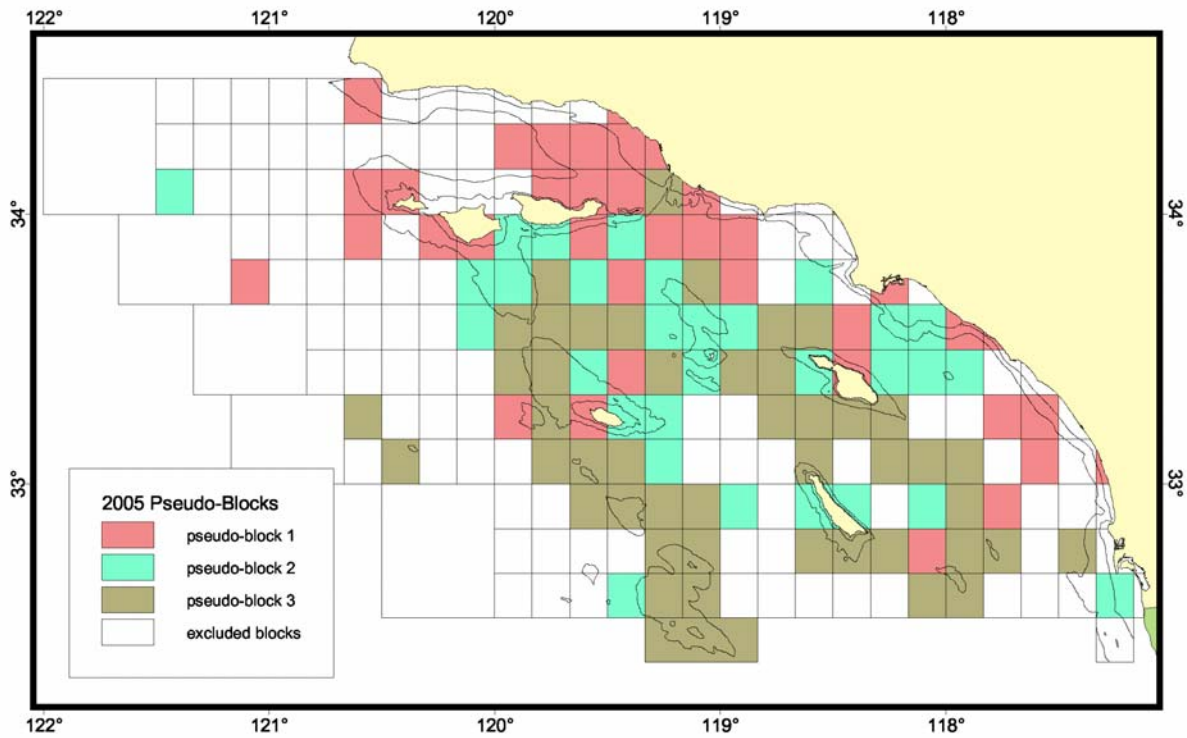 122° 121° 120° 119° 118°
34° 34°
33° 33°
2005 Pseudo-Blocks
pseudo-block 1
pseudo-block 2
pseudo-block 3
excluded blocks
122° 121° 120° 119° 118°